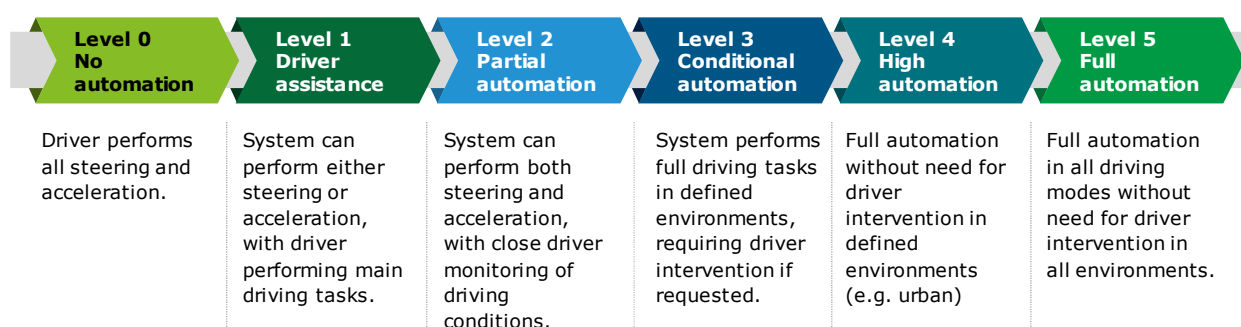 Level 0
No
automation
Level 1
Driver
assistance
Level 2
Partial
automation
Level 3
Conditional
automation
Level 4
High
automation
Level 5
Full
automation
Driver performs
all steering and
acceleration.
System can
perform either
steering or
acceleration,
with driver
performing main
driving tasks.
System can
perform both
steering and
acceleration,
with close driver
monitoring of
driving
conditions.
System performs
full driving tasks
in defined
environments,
requiring driver
intervention if
requested.
Full automation
without need for
driver
intervention in
defined
environments
(e.g. urban)
Full automation
in all driving
modes without
need for driver
intervention in
all environments.